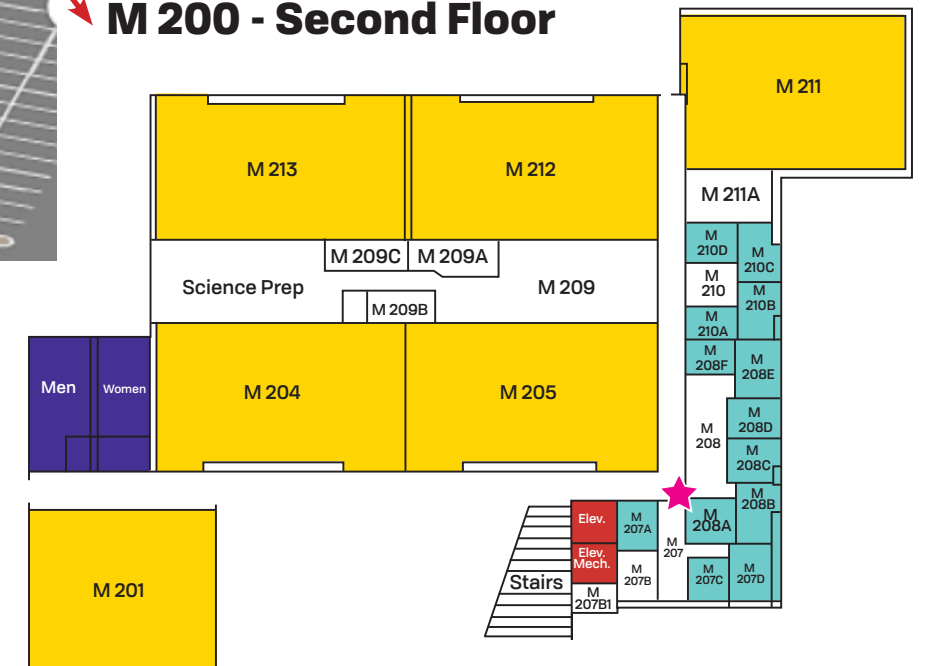 M 200 - Second Floor
M 211
M 213
M 212
M 211A
M
210D
M
210C
M 209C
M 209A
Science Prep
M 209
M
210
M
210B
M 209B
M
210A
M
208F
M
208E
Men
Women
M 204
M 205
M
208D
M
208
M
208C
M
208B
Elev.
M
207A
M
208A
M
207
Elev.
Mech.
Stairs
M
207B
M
207C
M
207D
M
207B1
M 201